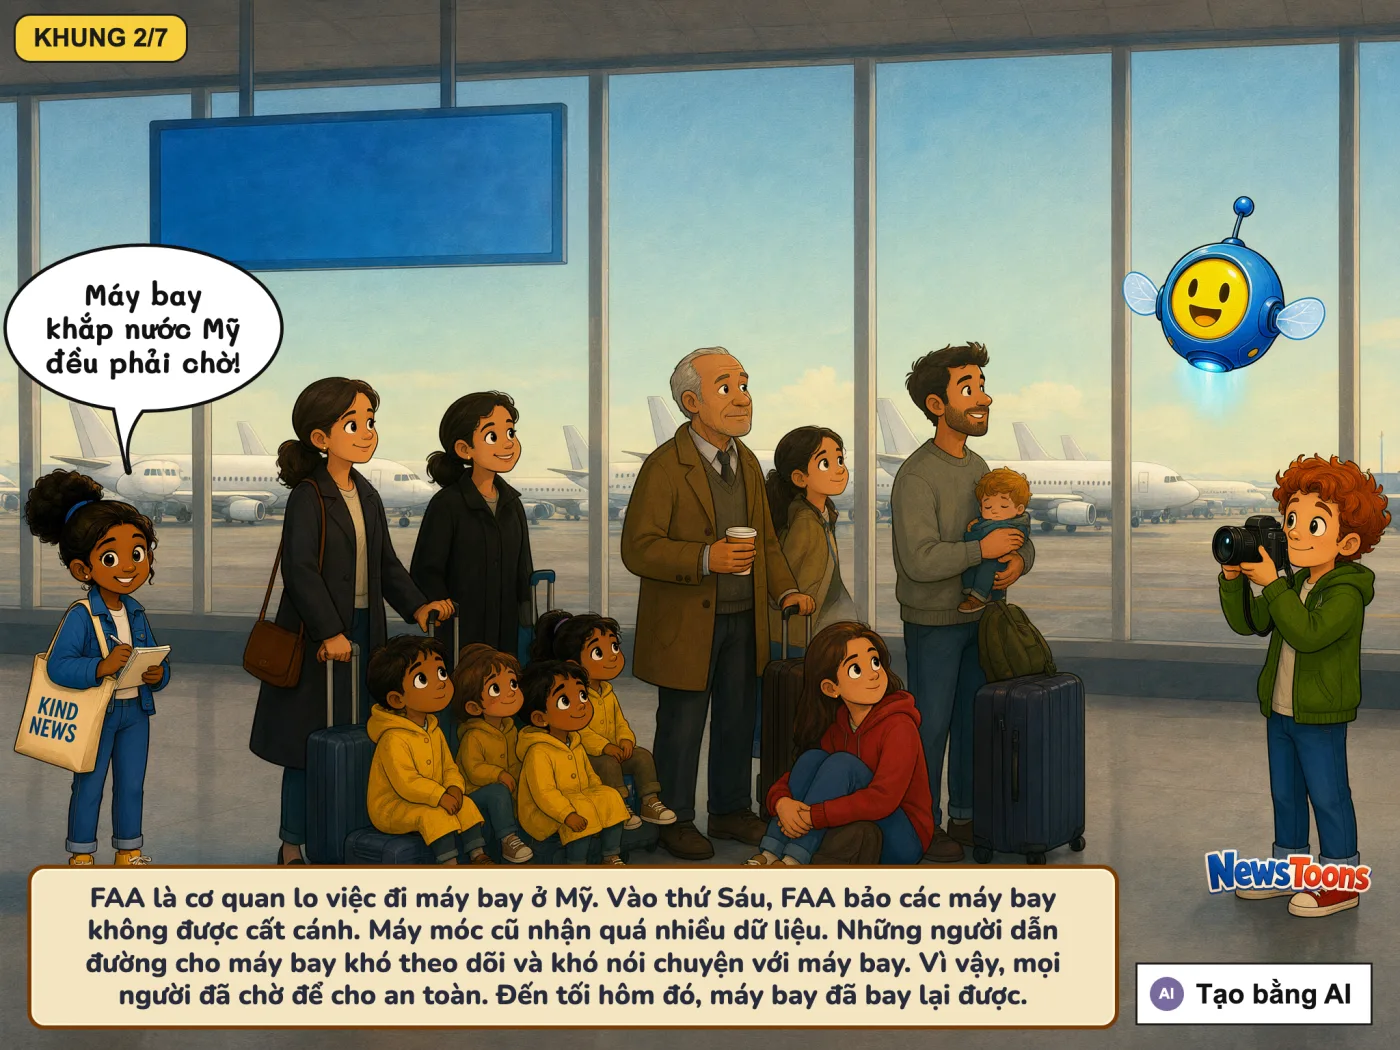 KHUNG 2/7
Máy bay
khắp nước Mỹ
đều phải chờ!
KIND
NEWS
NewsToons
FAA là cơ quan lo việc đi máy bay ở Mỹ. Vào thứ Sáu, FAA bảo các máy bay
không được cất cánh. Máy móc cũ nhận quá nhiều dữ liệu. Những người dẫn
đường cho máy bay khó theo dõi và khó nói chuyện với máy bay. Vì vậy, mọi
người đã chờ để cho an toàn. Đến tối hôm đó, máy bay đã bay lại được.
AI Tạo bằng AI